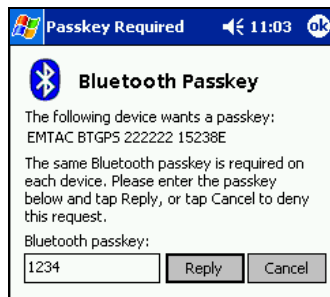 Passkey Required 11:03 ok
Bluetooth Passkey
The following device wants a passkey:
EMTAC BTGPS 222222 15238E
The same Bluetooth passkey is required on
each device. Please enter the passkey
below and tap Reply, or tap Cancel to deny
this request.
Bluetooth passkey:
1234 Reply Cancel